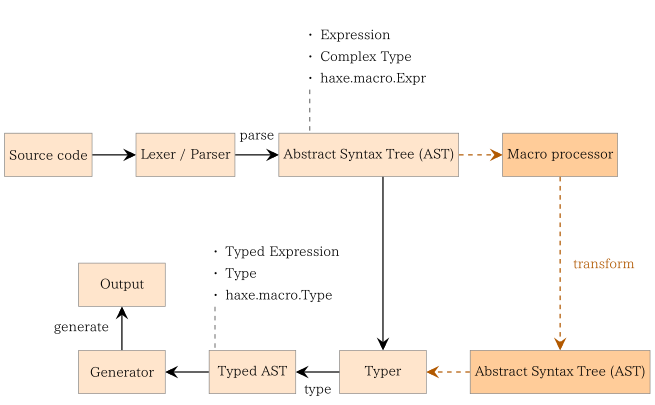 · Expression
· Complex Type
· haxe.macro.Expr
parse
Source code
Lexer / Parser
Abstract Syntax Tree (AST)
Macro processor
· Typed Expression
· Type
· haxe.macro.Type
transform
Output
generate
Generator
Typed AST
type
Typer
Abstract Syntax Tree (AST)